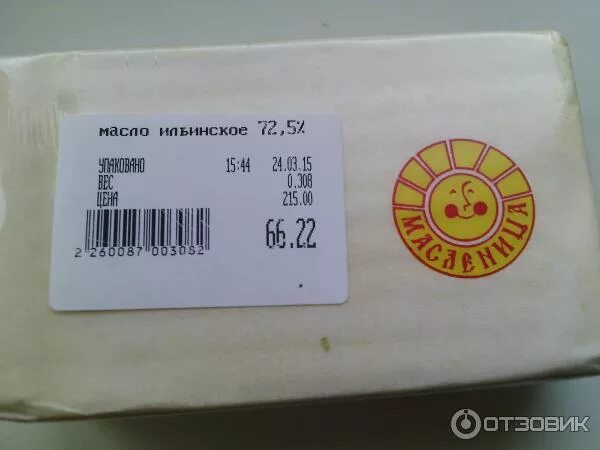 масло ильинское 72,5%
УПАКОВАНО 15:44 24.03.15
ВЕС 0.308
ЦЕНА 215.00
66.22
2 260087 003082
МАСЛЕНИЦА
ОТЗОВИК